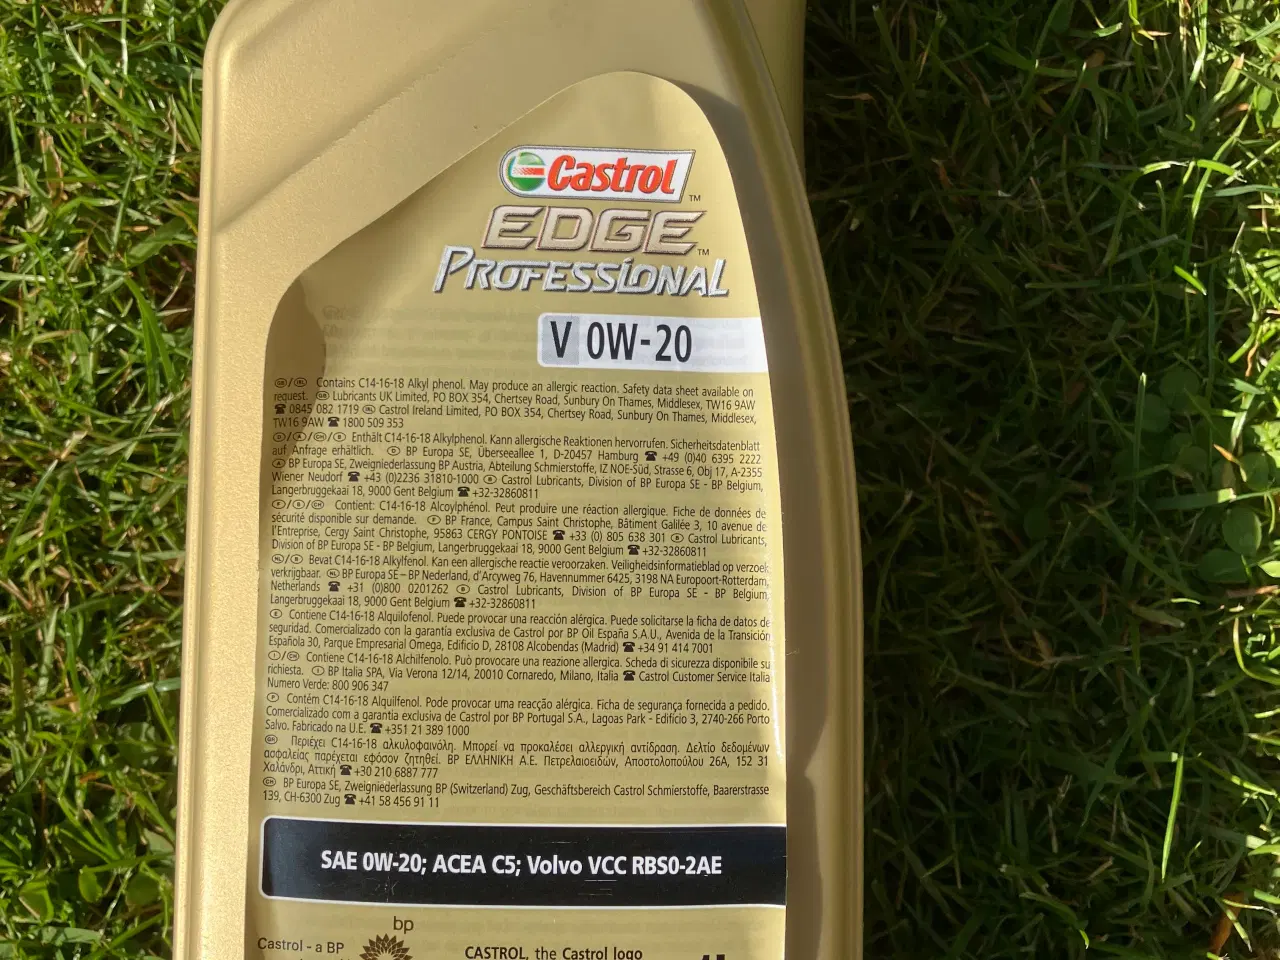 Castrol
™
EDGE
™
PROFESSIONAL
V 0W-20
GB/IRL Contains C14-16-18 Alkyl phenol. May produce an allergic reaction. Safety data sheet available on
request. GB Lubricants UK Limited, PO BOX 354, Chertsey Road, Sunbury On Thames, Middlesex, TW16 9AW
☎ 0845 082 1719 IRL Castrol Ireland Limited, PO BOX 354, Chertsey Road, Sunbury On Thames, Middlesex,
TW16 9AW ☎ 1800 509 353
D/A/CH/B Enthält C14-16-18 Alkylphenol. Kann allergische Reaktionen hervorrufen. Sicherheitsdatenblatt
auf Anfrage erhältlich. D BP Europa SE, Überseeallee 1, D-20457 Hamburg ☎ +49 (0)40 6395 2222
A BP Europa SE, Zweigniederlassung BP Austria, Abteilung Schmierstoffe, IZ NOE-Süd, Strasse 6, Obj 17, A-2355
Wiener Neudorf ☎ +43 (0)2236 31810-1000 B Castrol Lubricants, Division of BP Europa SE - BP Belgium,
Langerbruggekaai 18, 9000 Gent Belgium ☎ +32-32860811
F/B/CH Contient: C14-16-18 Alcoylphénol. Peut produire une réaction allergique. Fiche de données de
sécurité disponible sur demande. F BP France, Campus Saint Christophe, Bâtiment Galilée 3, 10 avenue de
l'Entreprise, Cergy Saint Christophe, 95863 CERGY PONTOISE ☎ +33 (0) 805 638 301 B Castrol Lubricants,
Division of BP Europa SE - BP Belgium, Langerbruggekaai 18, 9000 Gent Belgium ☎ +32-32860811
NL/B Bevat C14-16-18 Alkylfenol. Kan een allergische reactie veroorzaken. Veiligheidsinformatieblad op verzoek
verkrijgbaar. NL BP Europa SE – BP Nederland, d'Arcyweg 76, Havennummer 6425, 3198 NA Europoort-Rotterdam,
Netherlands ☎ +31 (0)800 0201262 B Castrol Lubricants, Division of BP Europa SE - BP Belgium,
Langerbruggekaai 18, 9000 Gent Belgium ☎ +32-32860811
E Contiene C14-16-18 Alquilofenol. Puede provocar una reacción alérgica. Puede solicitarse la ficha de datos de
seguridad. Comercializado con la garantía exclusiva de Castrol por BP Oil España S.A.U., Avenida de la Transición
Española 30, Parque Empresarial Omega, Edificio D, 28108 Alcobendas (Madrid) ☎ +34 91 414 7001
I/CH Contiene C14-16-18 Alchilfenolo. Può provocare una reazione allergica. Scheda di sicurezza disponibile su
richiesta. I BP Italia SPA, Via Verona 12/14, 20010 Cornaredo, Milano, Italia ☎ Castrol Customer Service Italia
Numero Verde: 800 906 347
P Contém C14-16-18 Alquilfenol. Pode provocar uma reacção alérgica. Ficha de segurança fornecida a pedido.
Comercializado com a garantia exclusiva de Castrol por BP Portugal S.A., Lagoas Park - Edifício 3, 2740-266 Porto
Salvo. Fabricado na U.E. ☎ +351 21 389 1000
GR Περιέχει C14-16-18 αλκυλοφαινόλη. Μπορεί να προκαλέσει αλλεργική αντίδραση. Δελτίο δεδομένων
ασφαλείας παρέχεται εφόσον ζητηθεί. BP ΕΛΛΗΝΙΚΗ Α.Ε. Πετρελαιοειδών, Αποστολοπούλου 26Α, 152 31
Χαλάνδρι, Αττική ☎ +30 210 6887 777
CH BP Europa SE, Zweigniederlassung BP (Switzerland) Zug, Geschäftsbereich Castrol Schmierstoffe, Baarerstrasse
139, CH-6300 Zug ☎ +41 58 456 91 11
SAE 0W-20; ACEA C5; Volvo VCC RBS0-2AE
bp
Castrol - a BP
CASTROL, the Castrol logo